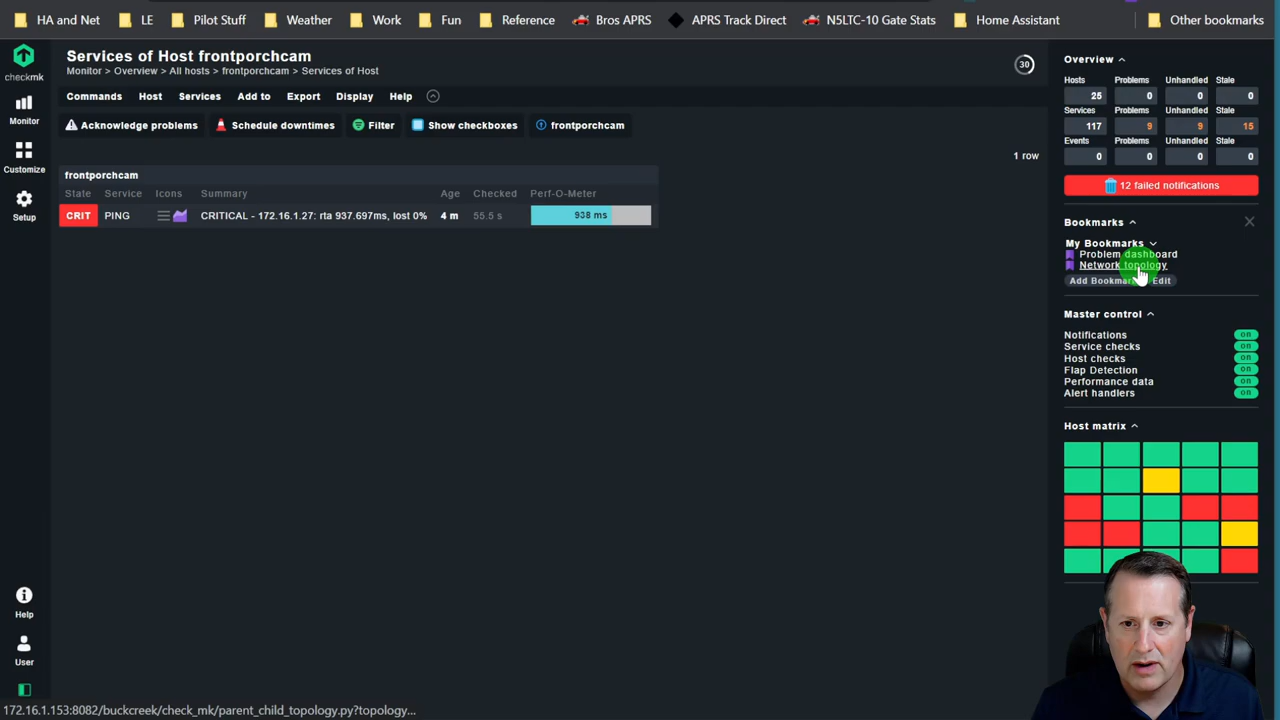 HA and Net LE Pilot Stuff Weather Work Fun Reference Bros APRS APRS Track Direct N5LTC-10 Gate Stats Home Assistant Other bookmarks
checkmk
Monitor
Customize
Setup
Help
User
Services of Host frontporchcam
Monitor > Overview > All hosts > frontporchcam > Services of Host
30
Commands Host Services Add to Export Display Help
Acknowledge problems Schedule downtimes Filter Show checkboxes frontporchcam
1 row
frontporchcam
State Service Icons Summary Age Checked Perf-O-Meter
CRIT PING CRITICAL - 172.16.1.27: rta 937.697ms, lost 0% 4 m 55.5 s 938 ms
Overview
Hosts Problems Unhandled Stale
25 0 0 0
Services Problems Unhandled Stale
117 9 9 15
Events Problems Unhandled Stale
0 0 0 0
12 failed notifications
Bookmarks
My Bookmarks
Problem dashboard
Network topology
Add Bookmark Edit
Master control
Notifications on
Service checks on
Host checks on
Flap Detection on
Performance data on
Alert handlers on
Host matrix
172.16.1.153:8082/buckcreek/check_mk/parent_child_topology.py?topology...